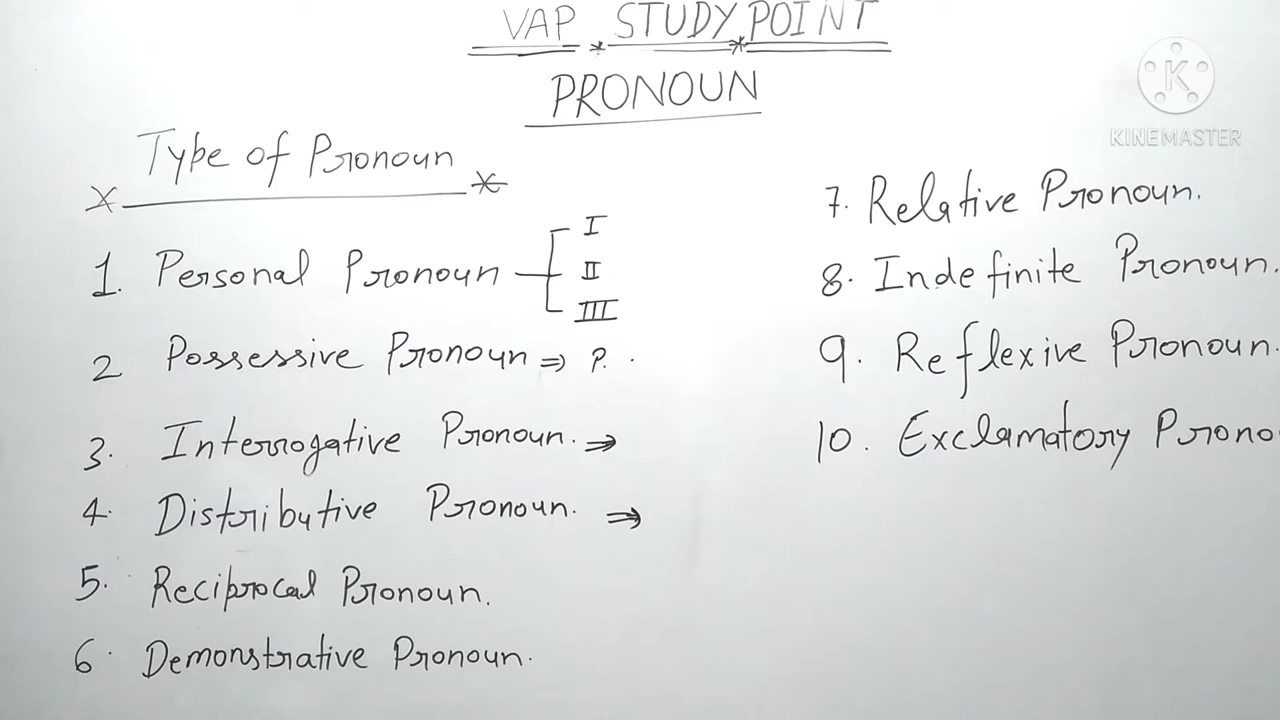 VAP * STUDY * POINT
PRONOUN
K
KINEMASTER
Type of Pronoun
1. Personal Pronoun
I
II
III
2 Possessive Pronoun ⇒ P.
3. Interrogative Pronoun. ⇒
4. Distributive Pronoun. ⇒
5. Reciprocal Pronoun.
6. Demonstrative Pronoun.
7. Relative Pronoun.
8. Indefinite Pronoun.
9. Reflexive Pronoun.
10. Exclamatory Prono